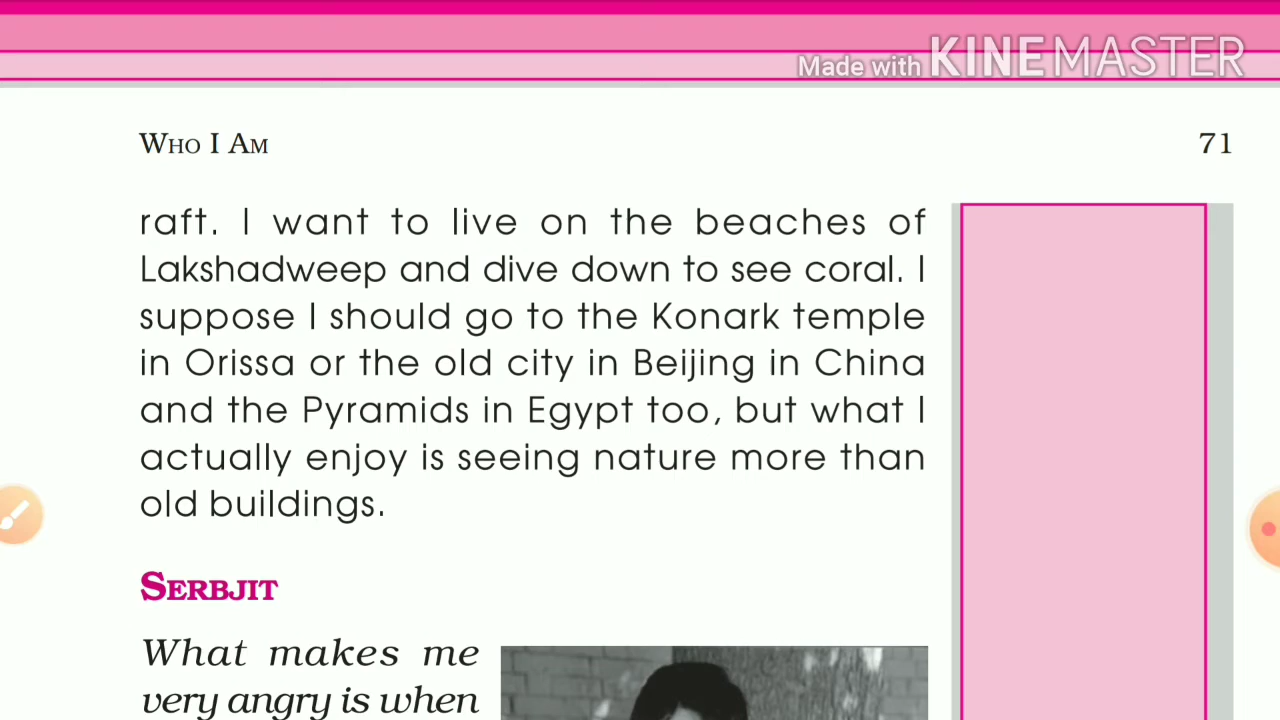 Made with KINEMASTER
WHO I AM 71
raft. I want to live on the beaches of
Lakshadweep and dive down to see coral. I
suppose I should go to the Konark temple
in Orissa or the old city in Beijing in China
and the Pyramids in Egypt too, but what I
actually enjoy is seeing nature more than
old buildings.
SERBJIT
What makes me
very angry is when